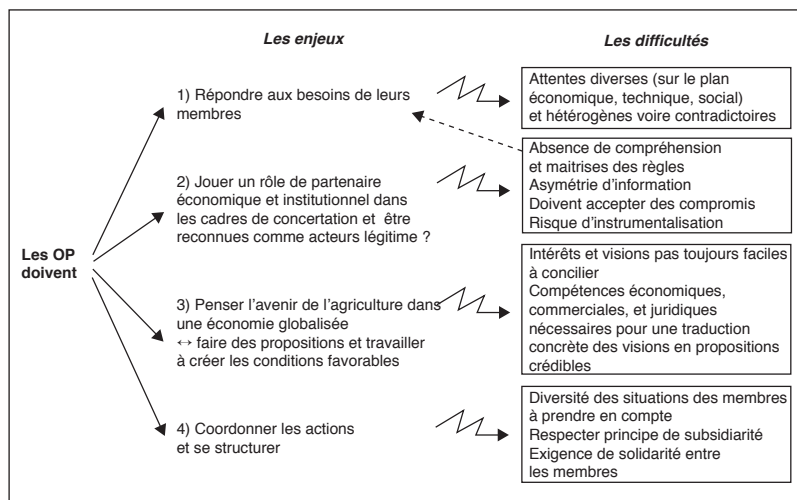 Les enjeux
Les difficultés
Les OP
doivent
1) Répondre aux besoins de leurs
membres
Attentes diverses (sur le plan
économique, technique, social)
et hétérogènes voire contradictoires
2) Jouer un rôle de partenaire
économique et institutionnel dans
les cadres de concertation et être
reconnues comme acteurs légitime ?
Absence de compréhension
et maitrises des règles
Asymétrie d'information
Doivent accepter des compromis
Risque d'instrumentalisation
3) Penser l'avenir de l'agriculture dans
une économie globalisée
↔ faire des propositions et travailler
à créer les conditions favorables
Intérêts et visions pas toujours faciles
à concilier
Compétences économiques,
commerciales, et juridiques
nécessaires pour une traduction
concrète des visions en propositions
crédibles
4) Coordonner les actions
et se structurer
Diversité des situations des membres
à prendre en compte
Respecter principe de subsidiarité
Exigence de solidarité entre
les membres